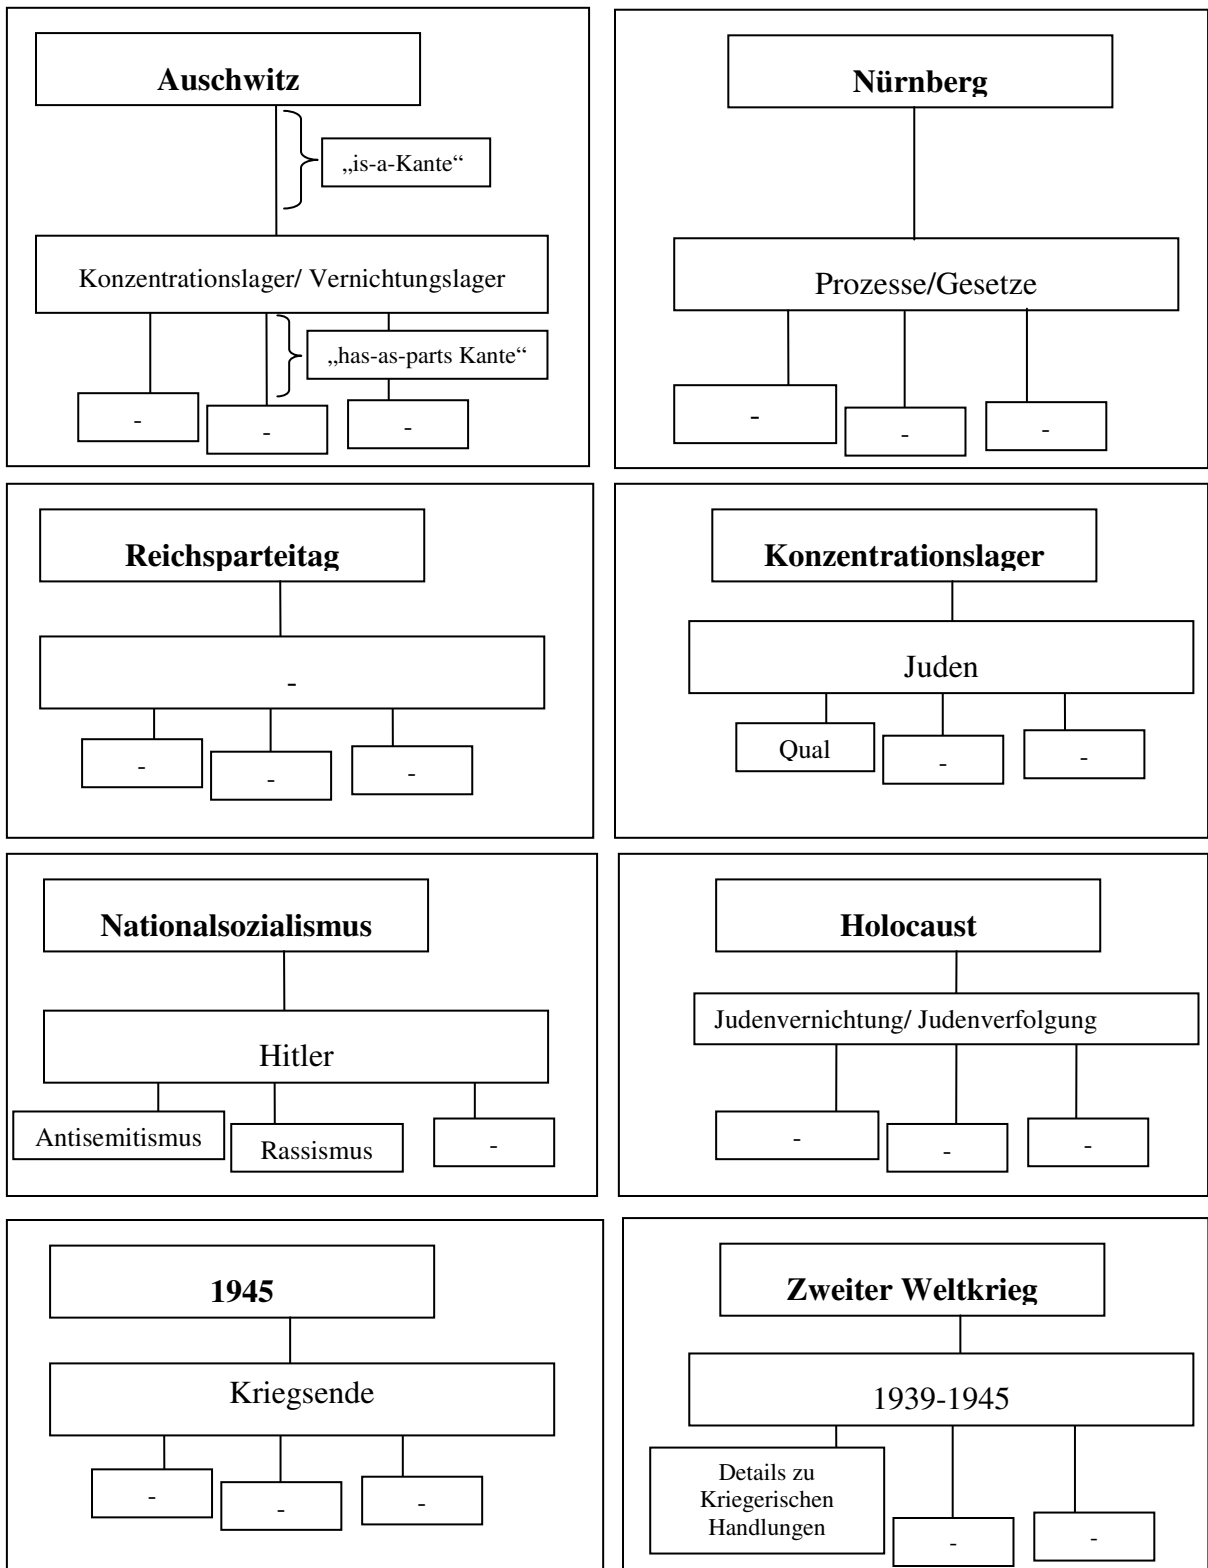 Auschwitz
„is-a-Kante“
Konzentrationslager/ Vernichtungslager
„has-as-parts Kante“
-
-
-
Nürnberg
Prozesse/Gesetze
-
-
-
Reichsparteitag
-
-
-
-
Konzentrationslager
Juden
Qual
-
-
Nationalsozialismus
Hitler
Antisemitismus
Rassismus
-
Holocaust
Judenvernichtung/ Judenverfolgung
-
-
-
1945
Kriegsende
-
-
-
Zweiter Weltkrieg
1939-1945
Details zu
Kriegerischen
Handlungen
-
-